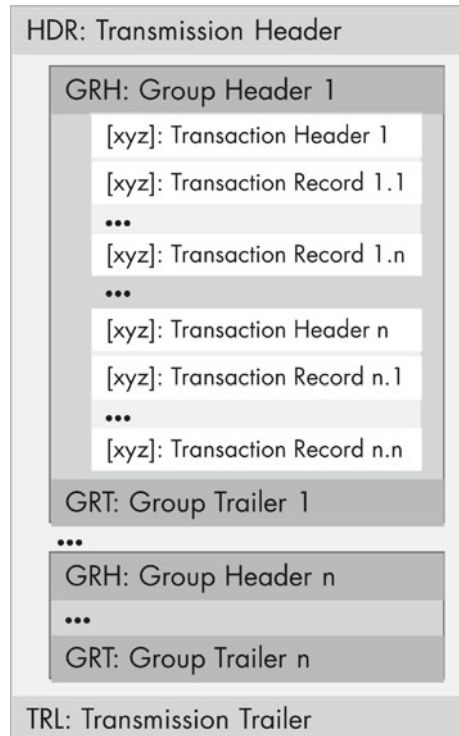 HDR: Transmission Header
GRH: Group Header 1
[xyz]: Transaction Header 1
[xyz]: Transaction Record 1.1
•••
[xyz]: Transaction Record 1.n
•••
[xyz]: Transaction Header n
[xyz]: Transaction Record n.1
•••
[xyz]: Transaction Record n.n
GRT: Group Trailer 1
•••
GRH: Group Header n
•••
GRT: Group Trailer n
TRL: Transmission Trailer